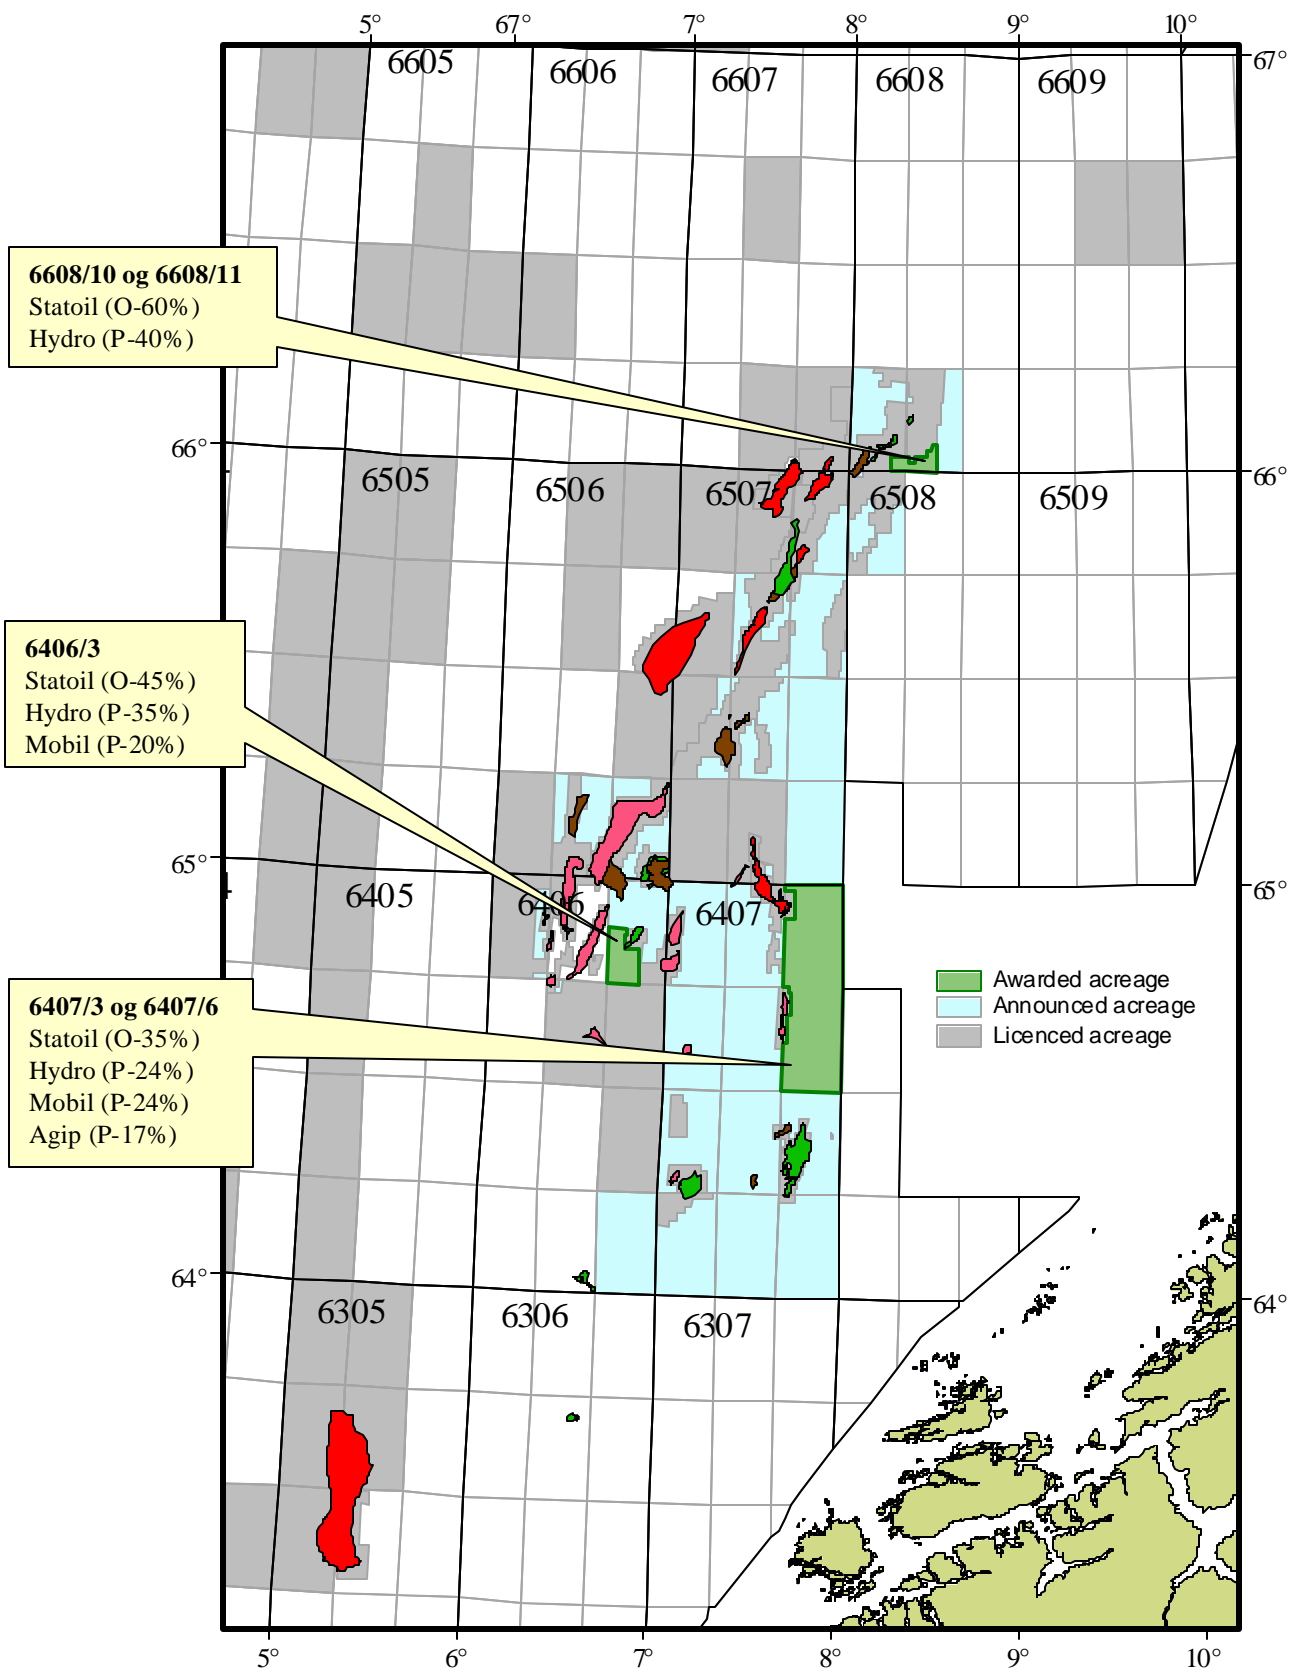 5° 67° 7° 8° 9° 10°
6605 6606 6607 6608 6609
67°
6608/10 og 6608/11
Statoil (O-60%)
Hydro (P-40%)
66°
66°
6505 6506 6507 6508 6509
6406/3
Statoil (O-45%)
Hydro (P-35%)
Mobil (P-20%)
65°
65°
6405 6406 6407
6407/3 og 6407/6
Statoil (O-35%)
Hydro (P-24%)
Mobil (P-24%)
Agip (P-17%)
Awarded acreage
Announced acreage
Licenced acreage
64°
64°
6305 6306 6307
5° 6° 7° 8° 9° 10°